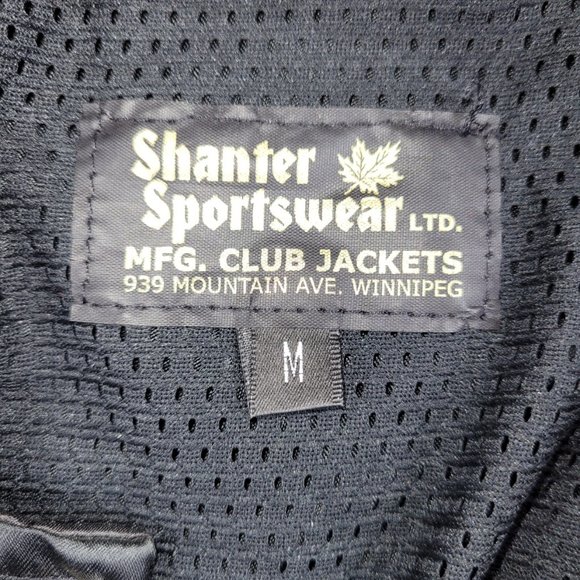 Shanter
Sportswear LTD.
MFG. CLUB JACKETS
939 MOUNTAIN AVE. WINNIPEG
M